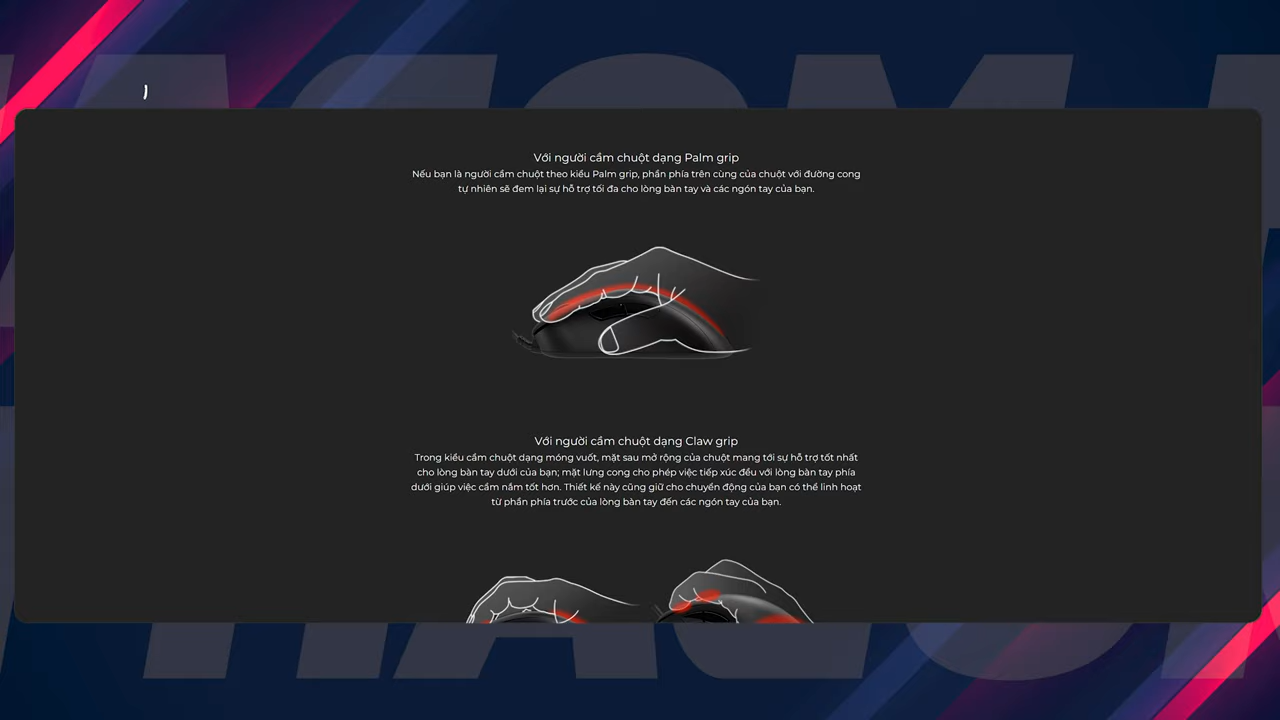 Với người cầm chuột dạng Palm grip
Nếu bạn là người cầm chuột theo kiểu Palm grip, phần phía trên cùng của chuột với đường cong
tự nhiên sẽ đem lại sự hỗ trợ tối đa cho lòng bàn tay và các ngón tay của bạn.
Với người cầm chuột dạng Claw grip
Trong kiểu cầm chuột dạng móng vuốt, mặt sau mở rộng của chuột mang tới sự hỗ trợ tốt nhất
cho lòng bàn tay dưới của bạn; mặt lưng cong cho phép việc tiếp xúc đều với lòng bàn tay phía
dưới giúp việc cầm nắm tốt hơn. Thiết kế này cũng giữ cho chuyển động của bạn có thể linh hoạt
từ phần phía trước của lòng bàn tay đến các ngón tay của bạn.